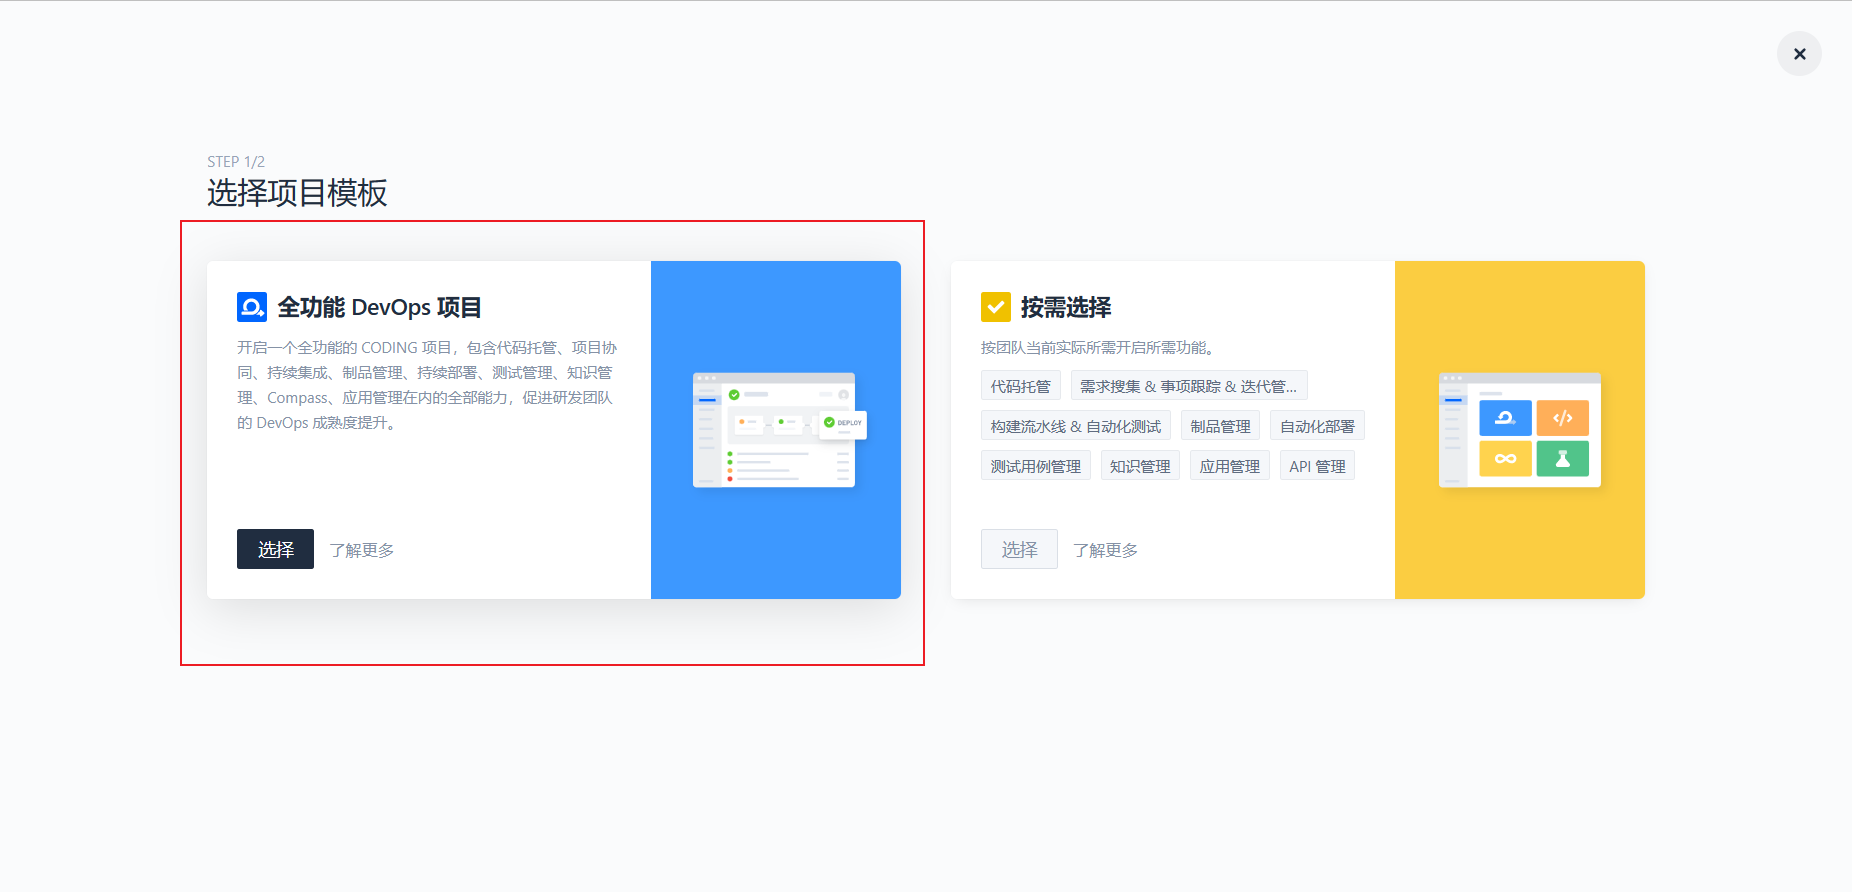 STEP 1/2
选择项目模板
全功能 DevOps 项目
开启一个全功能的 CODING 项目，包含代码托管、项目协
同、持续集成、制品管理、持续部署、测试管理、知识管
理、Compass、应用管理在内的全部能力，促进研发团队
的 DevOps 成熟度提升。
DEPLOY
选择 了解更多
按需选择
按团队当前实际所需开启所需功能。
代码托管 需求搜集 & 事项跟踪 & 迭代管...
构建流水线 & 自动化测试 制品管理 自动化部署
测试用例管理 知识管理 应用管理 API 管理
选择 了解更多